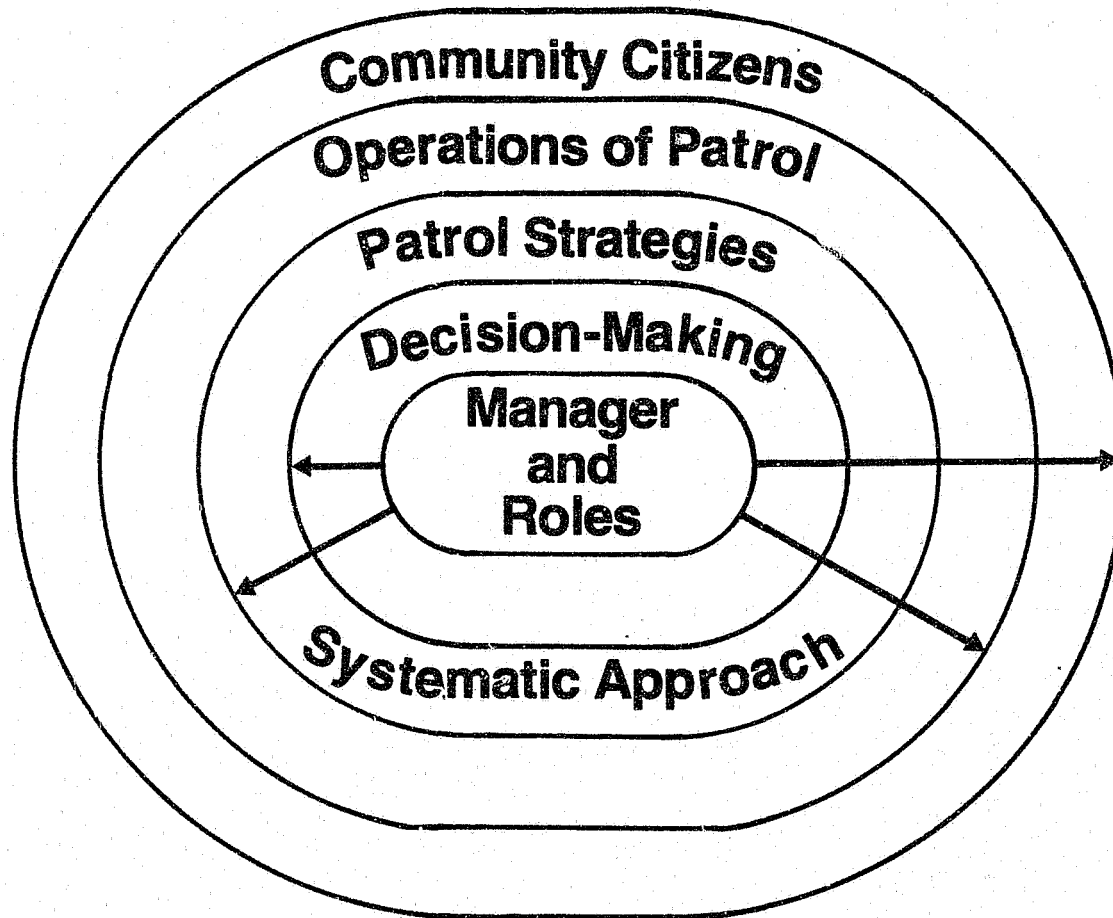 Community Citizens
Operations of Patrol
Patrol Strategies
Decision-Making
Manager
and
Roles
Systematic Approach